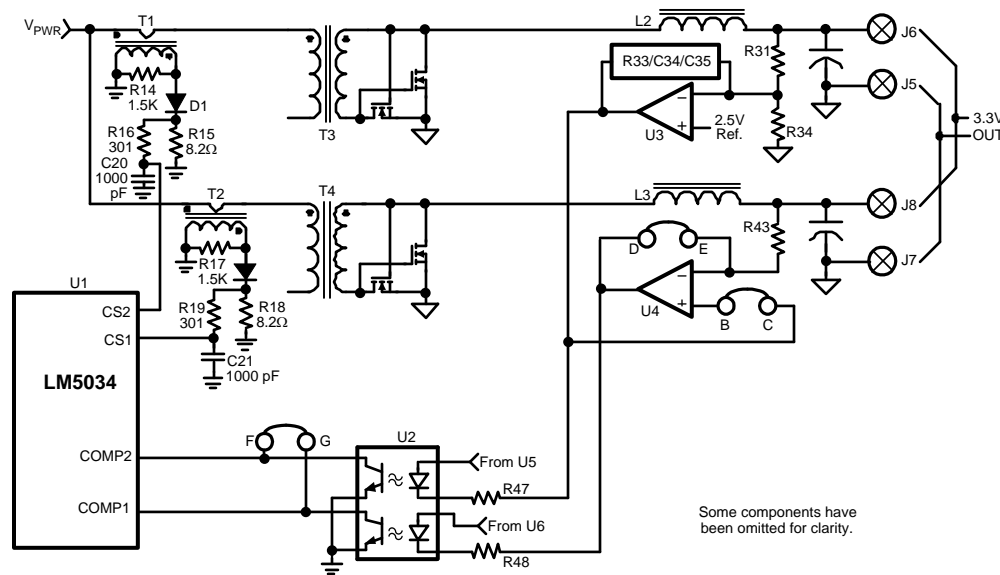 VPWR
T1
R14
1.5K
D1
R16
301
R15
8.2Ω
C20
1000
pF
T3
L2
J6
R31
R33/C34/C35
J5
U3
2.5V
Ref.
R34
3.3V
OUT
T2
T4
L3
J8
R17
1.5K
R43
D
E
J7
U1
R19
301
R18
8.2Ω
U4
B
C
CS2
CS1
C21
1000 pF
LM5034
F
G
U2
COMP2
From U5
R47
COMP1
From U6
R48
Some components have
been omitted for clarity.